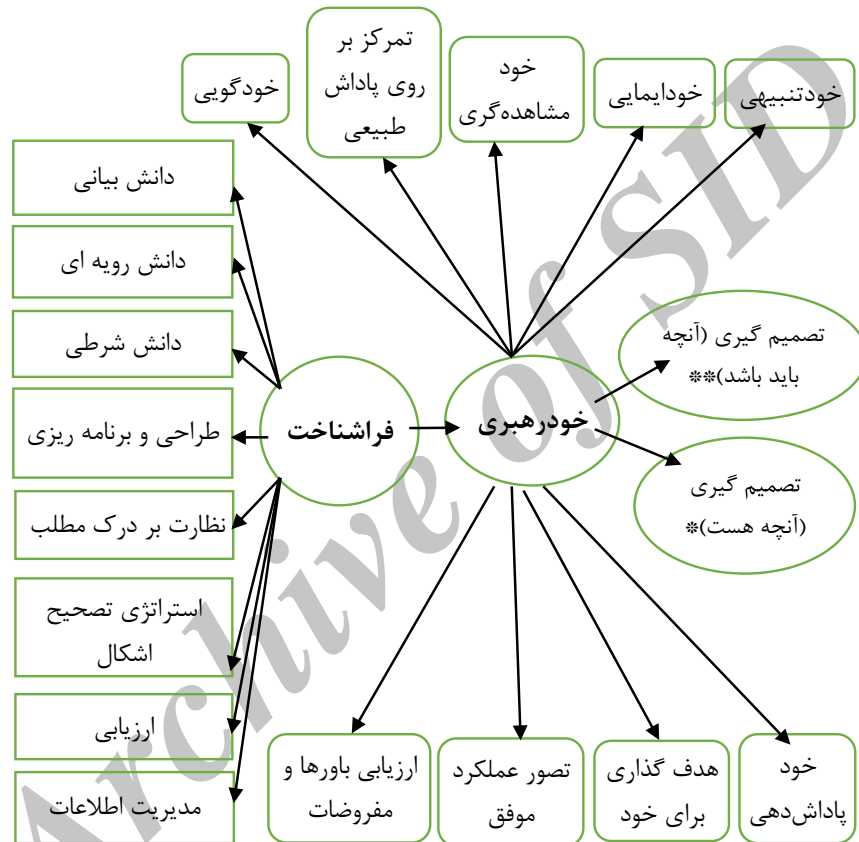 خودگویی
تمرکز بر
روی پاداش
طبیعی
خود
مشاهده‌گری
خودایمایی
خودتنبیهی
دانش بیانی
دانش رویه ای
دانش شرطی
طراحی و برنامه ریزی
نظارت بر درک مطلب
استراتژی تصحیح
اشکال
ارزیابی
مدیریت اطلاعات
فراشناخت
خودرهبری
تصمیم گیری (آنچه
باید باشد)**
تصمیم گیری
(آنچه هست)*
ارزیابی باورها و
مفروضات
تصور عملکرد
موفق
هدف گذاری
برای خود
خود
پاداش‌دهی
Archive of SID